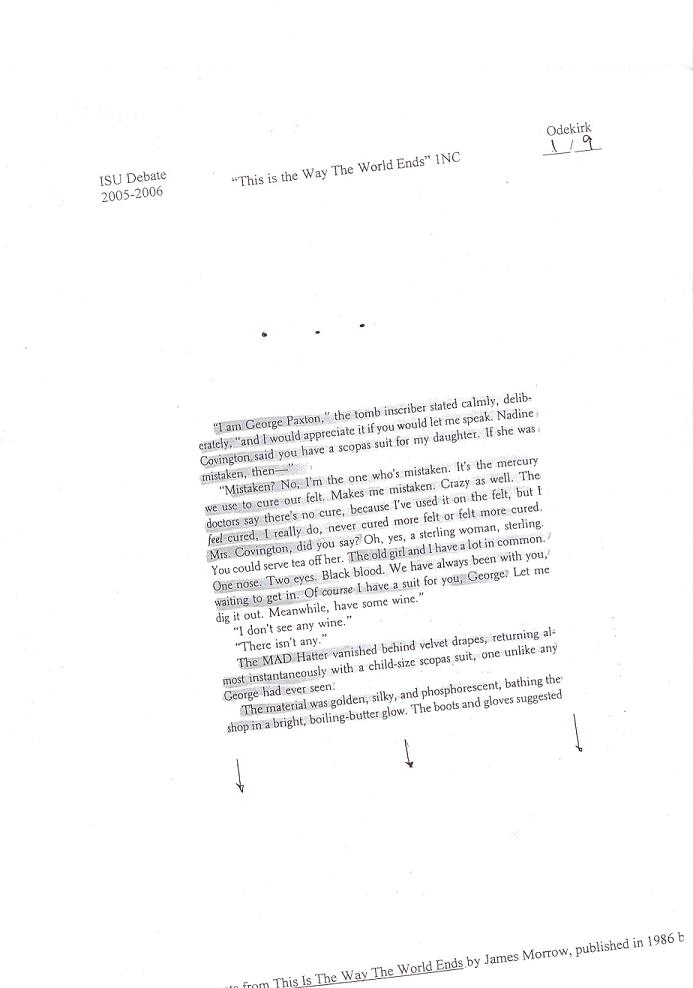 Odekirk
1 / 9
ISU Debate
2005-2006
"This is the Way The World Ends" 1NC
"I am George Paxton," the tomb inscriber stated calmly, delib-
erately, "and I would appreciate it if you would let me speak. Nadine
Covington said you have a scopas suit for my daughter. If she was
mistaken, then—"
"Mistaken? No, I'm the one who's mistaken. It's the mercury
we use to cure our felt. Makes me mistaken. Crazy as well. The
doctors say there's no cure, because I've used it on the felt, but I
feel cured, I really do, never cured more felt or felt more cured.
Mrs. Covington, did you say? Oh, yes, a sterling woman, sterling.
You could serve tea off her. The old girl and I have a lot in common.
One nose. Two eyes. Black blood. We have always been with you,
waiting to get in. Of course I have a suit for you, George. Let me
dig it out. Meanwhile, have some wine."
"I don't see any wine."
"There isn't any."
The MAD Hatter vanished behind velvet drapes, returning al-
most instantaneously with a child-size scopas suit, one unlike any
George had ever seen.
The material was golden, silky, and phosphorescent, bathing the
shop in a bright, boiling-butter glow. The boots and gloves suggested
from This Is The Way The World Ends by James Morrow, published in 1986 b